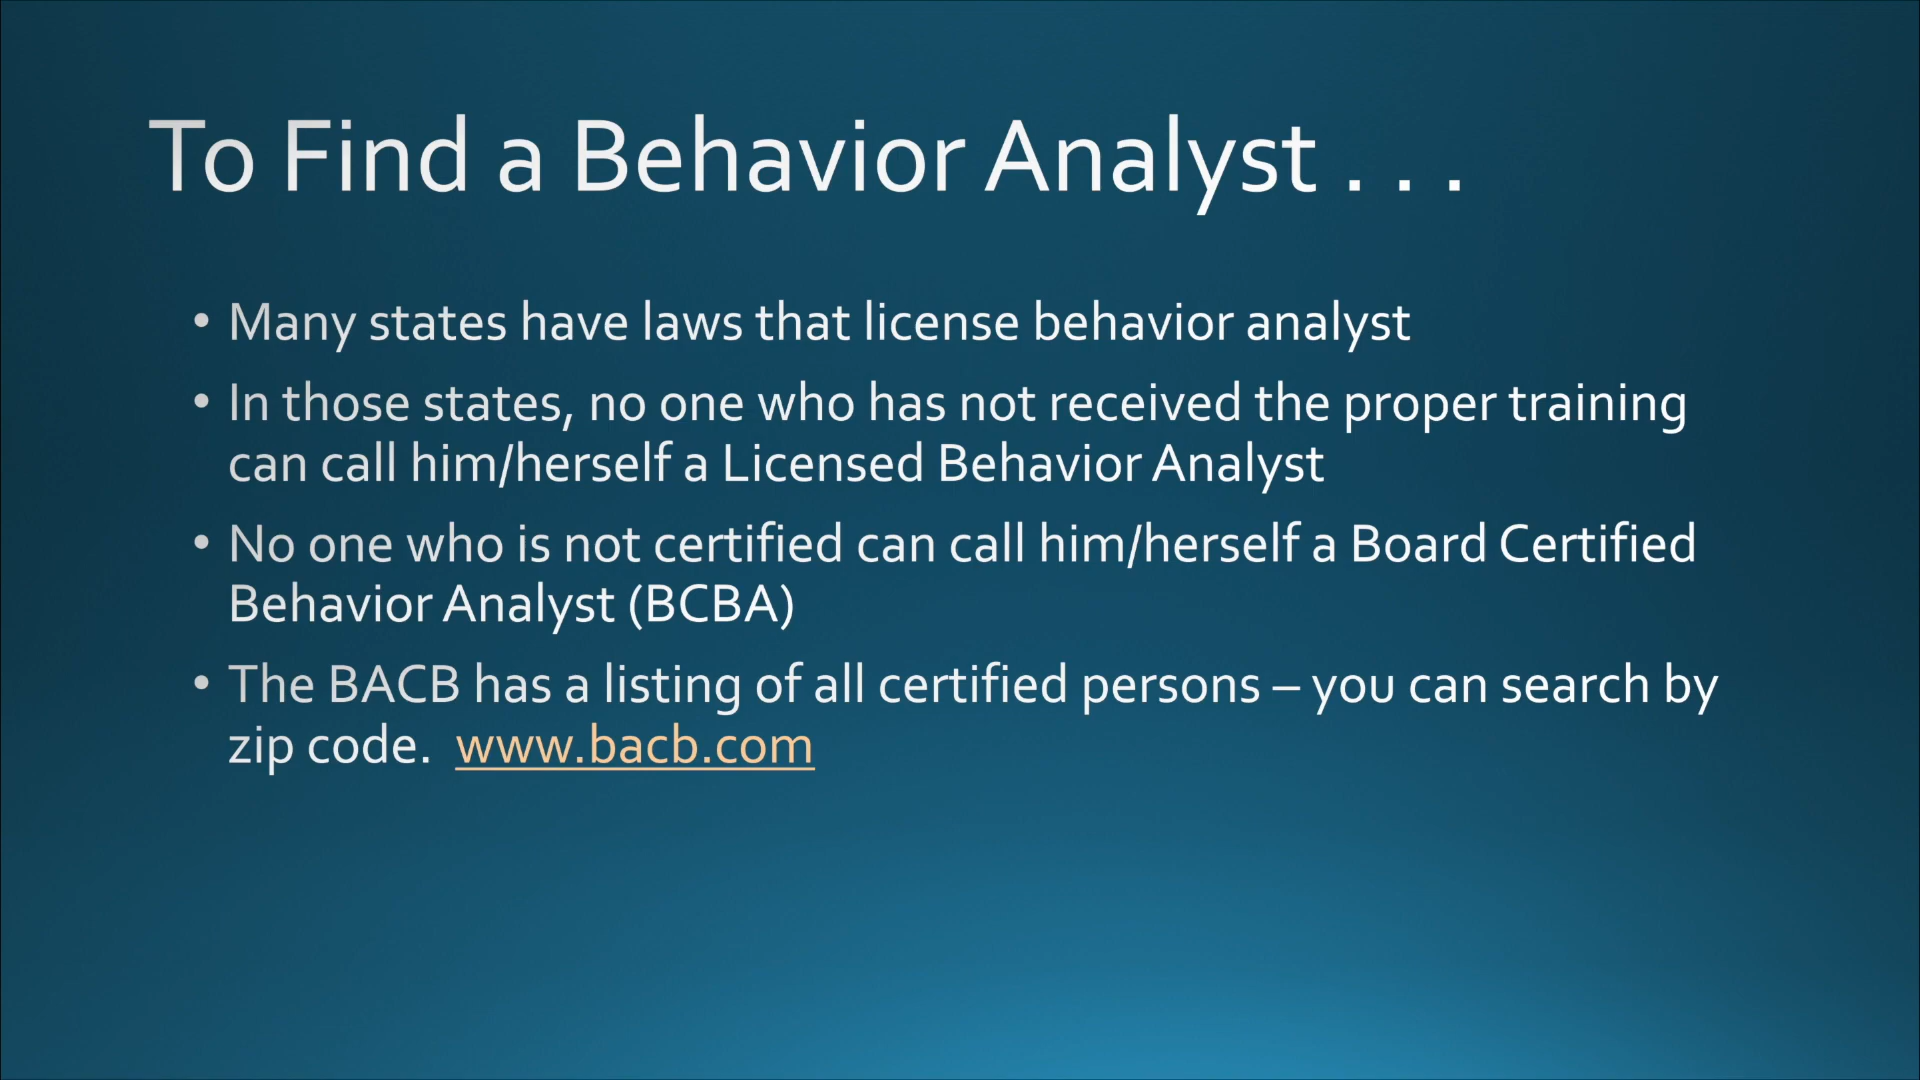 To Find a Behavior Analyst . . .
• Many states have laws that license behavior analyst
• In those states, no one who has not received the proper training
can call him/herself a Licensed Behavior Analyst
• No one who is not certified can call him/herself a Board Certified
Behavior Analyst (BCBA)
• The BACB has a listing of all certified persons – you can search by
zip code.  www.bacb.com